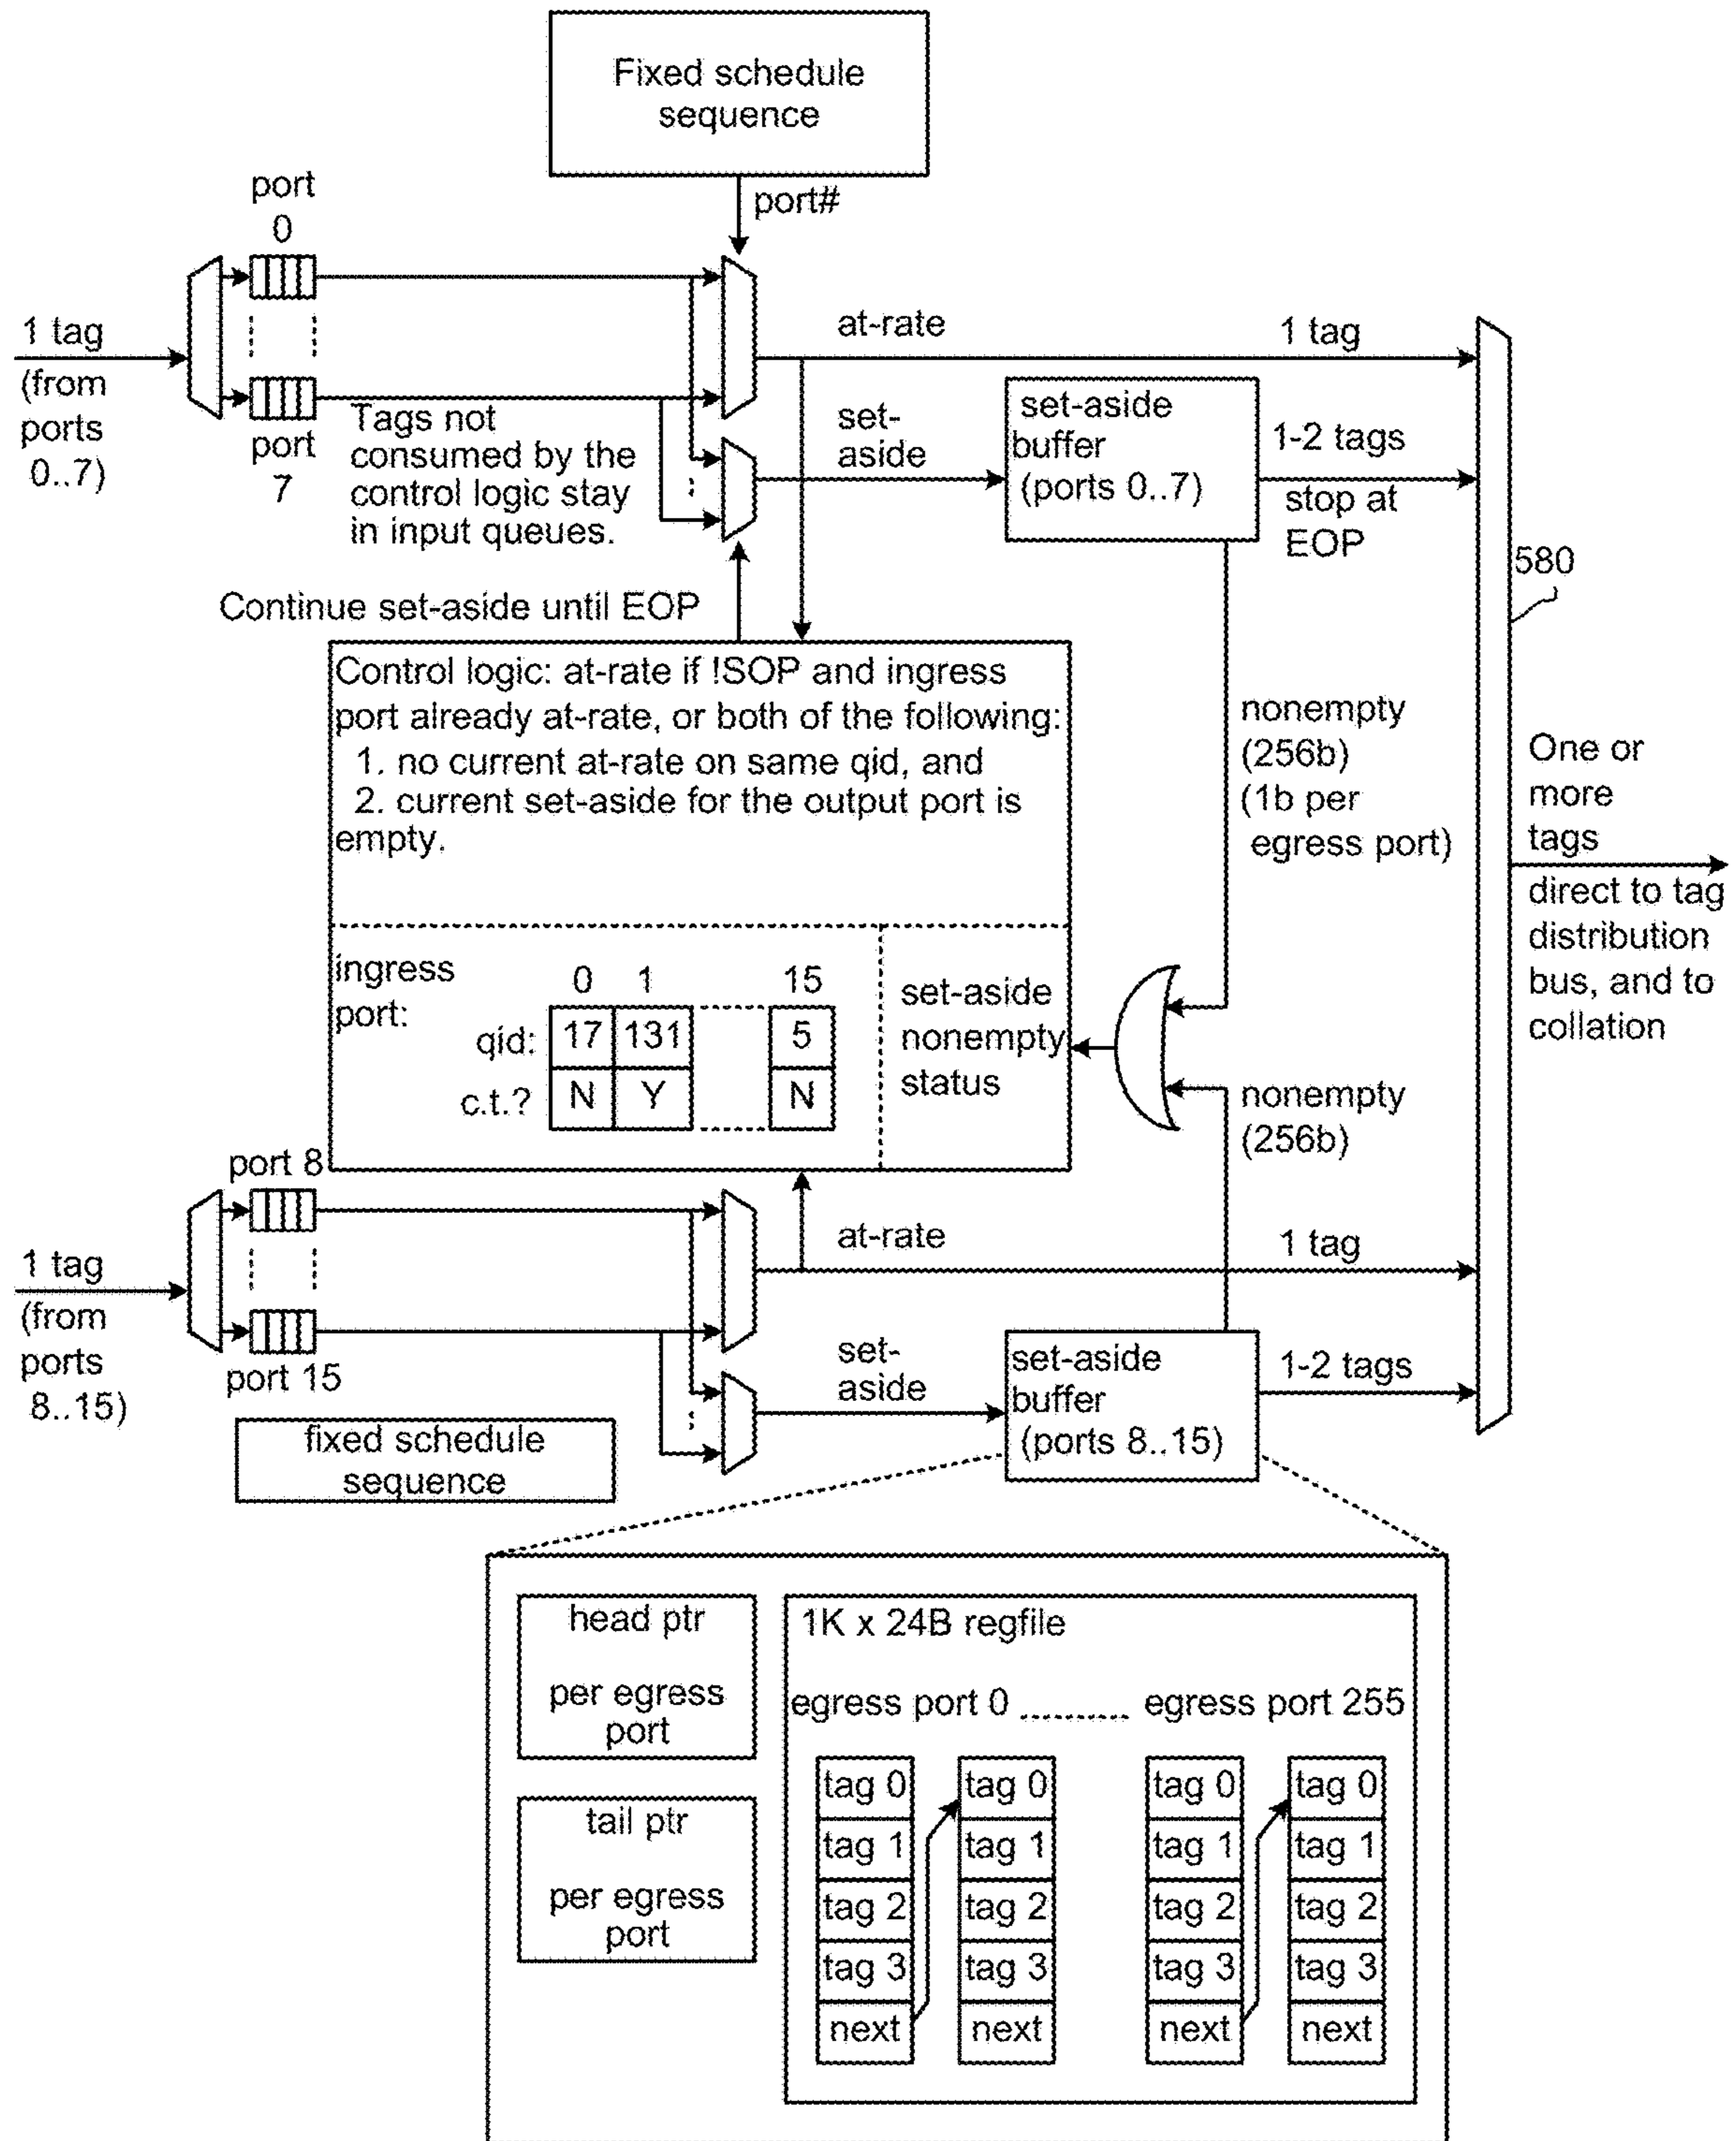 Fixed schedule
sequence
port#
port
0
1 tag
(from
ports
0..7)
port
7
Tags not
consumed by the
control logic stay
in input queues.
at-rate
1 tag
set-
aside
set-aside
buffer
(ports 0..7)
1-2 tags
stop at
EOP
580
Continue set-aside until EOP
Control logic: at-rate if !SOP and ingress
port already at-rate, or both of the following:
1. no current at-rate on same qid, and
2. current set-aside for the output port is
empty.
nonempty
(256b)
(1b per
egress port)
One or
more
tags
direct to tag
distribution
bus, and to
collation
ingress
port:
0 1 15
qid: 17 131 5
c.t.? N Y N
set-aside
nonempty
status
nonempty
(256b)
port 8
1 tag
(from
ports
8..15)
port 15
at-rate
1 tag
set-
aside
set-aside
buffer
(ports 8..15)
1-2 tags
fixed schedule
sequence
head ptr
per egress
port
tail ptr
per egress
port
1K x 24B regfile
egress port 0 ......... egress port 255
tag 0 tag 0 tag 0 tag 0
tag 1 tag 1 tag 1 tag 1
tag 2 tag 2 tag 2 tag 2
tag 3 tag 3 tag 3 tag 3
next next next next